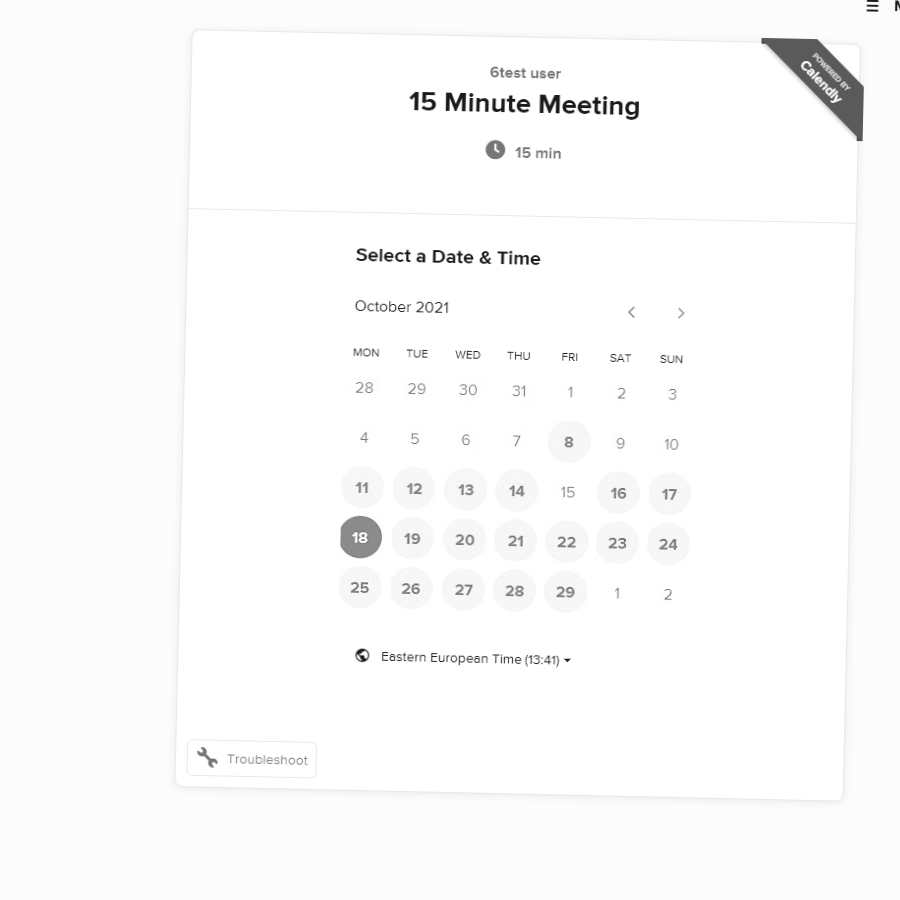 6test user
15 Minute Meeting
15 min
POWERED BY
Calendly
Select a Date & Time
October 2021
MON TUE WED THU FRI SAT SUN
28 29 30 31 1 2 3
4 5 6 7 8 9 10
11 12 13 14 15 16 17
18 19 20 21 22 23 24
25 26 27 28 29 1 2
Eastern European Time (13:41)
Troubleshoot